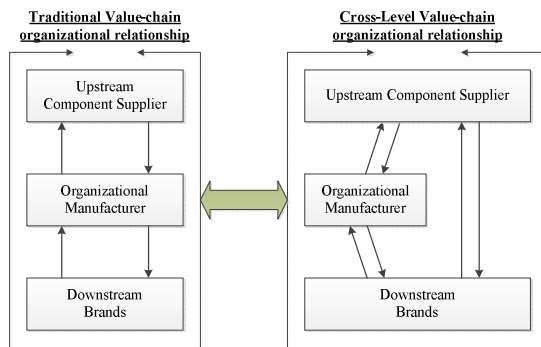 Traditional Value-chain
organizational relationship
Upstream
Component Supplier
Organizational
Manufacturer
Downstream
Brands
Cross-Level Value-chain
organizational relationship
Upstream Component Supplier
Organizational
Manufacturer
Downstream
Brands